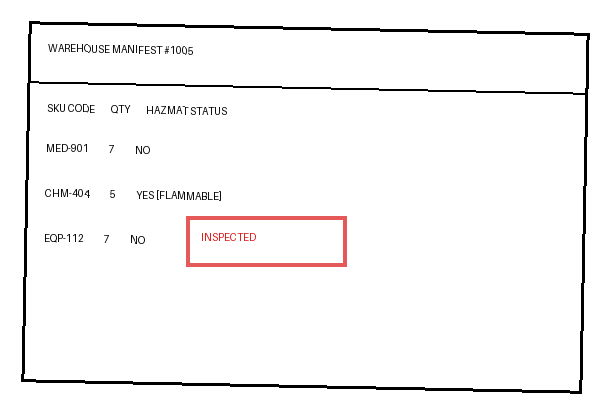 WAREHOUSE MANIFEST #1005
SKU CODE QTY HAZMAT STATUS
MED-901 7 NO
CHM-404 5 YES [FLAMMABLE]
EQP-112 7 NO
INSPECTED